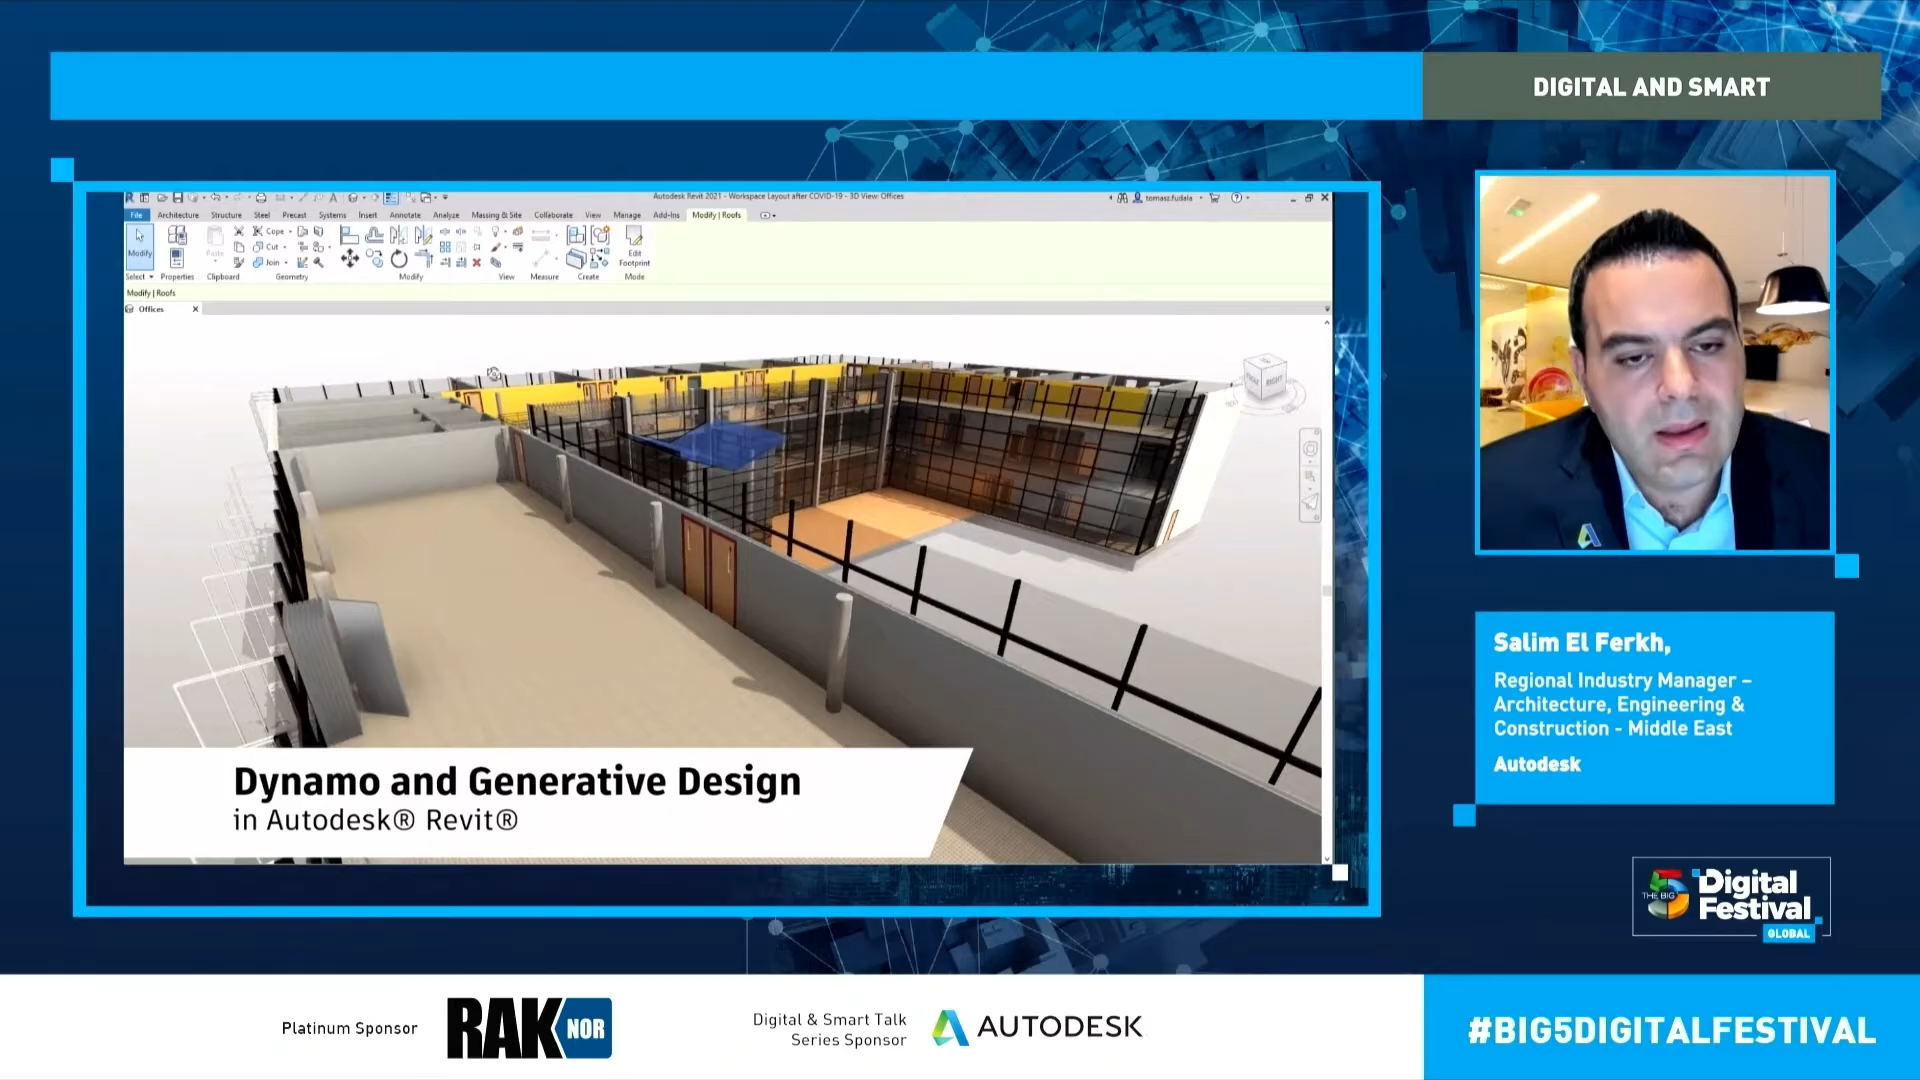 DIGITAL AND SMART
Autodesk Revit 2021 - Workspace Layout after COVID-19 - 3D View: Offices
tomasz.fudala
File Architecture Structure Steel Precast Systems Insert Annotate Analyze Massing & Site Collaborate View Manage Add-Ins Modify | Roofs
Modify
Paste
Cope
Cut
Join
Edit
Footprint
Select Properties Clipboard Geometry Modify View Measure Create Mode
Modify | Roofs
Offices
RIGHT
Dynamo and Generative Design
in Autodesk® Revit®
Salim El Ferkh,
Regional Industry Manager –
Architecture, Engineering &
Construction - Middle East
Autodesk
THE BIG 5
Digital
Festival
GLOBAL
Platinum Sponsor
RAK NOR
Digital & Smart Talk
Series Sponsor
AUTODESK
#BIG5DIGITALFESTIVAL